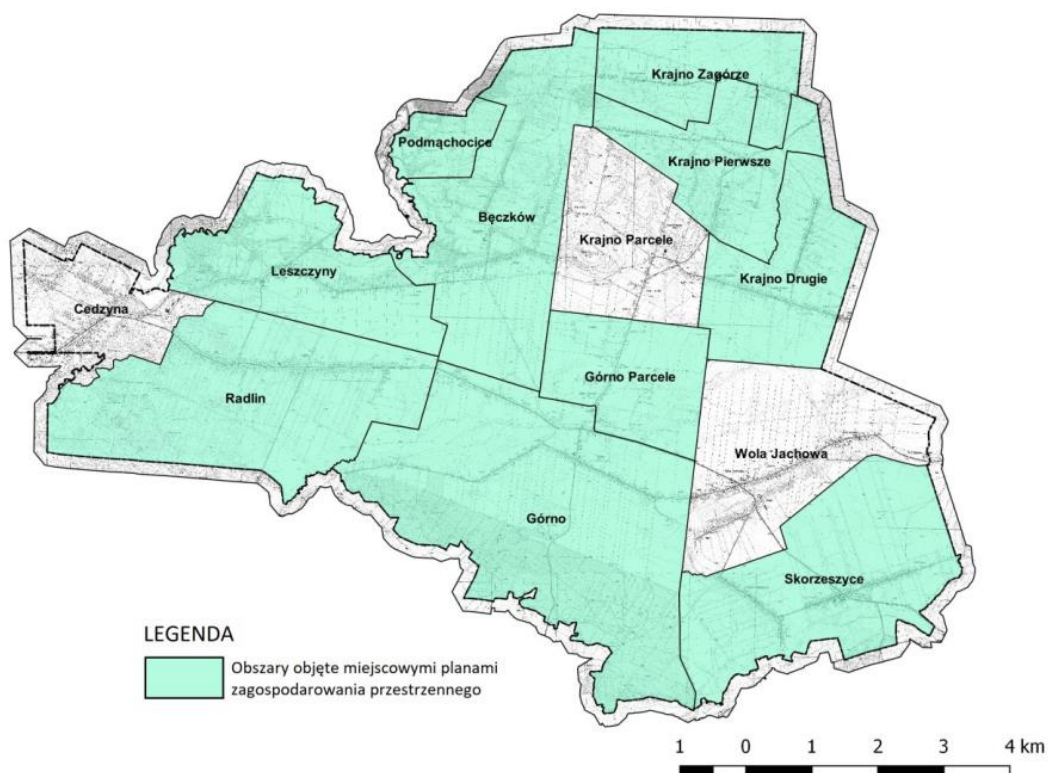 Krajno Zagórze
Podmąchocice
Krajno Pierwsze
Bęczków
Krajno Parcele
Leszczyny
Krajno Drugie
Cedzyna
Górno Parcele
Radlin
Wola Jachowa
Górno
Skorzeszyce
LEGENDA
Obszary objęte miejscowymi planami
zagospodarowania przestrzennego
1 0 1 2 3 4 km